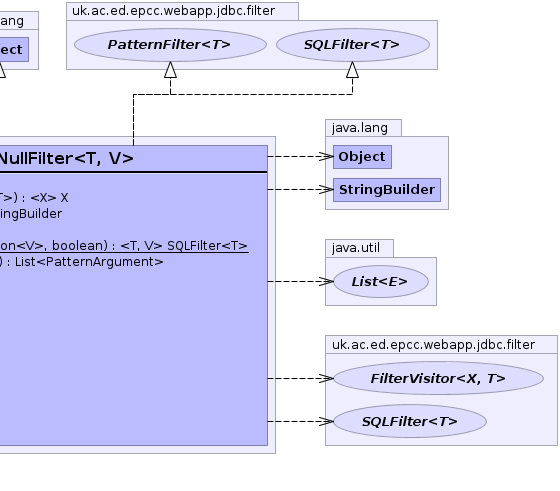 uk.ac.ed.epcc.webapp.jdbc.filter
ang
PatternFilter<T>
SQLFilter<T>
ect
java.lang
NullFilter<T, V>
Object
StringBuilder
T>) : <X> X
ingBuilder
on<V>, boolean) : <T, V> SQLFilter<T>
) : List<PatternArgument>
java.util
List<E>
uk.ac.ed.epcc.webapp.jdbc.filter
FilterVisitor<X, T>
SQLFilter<T>